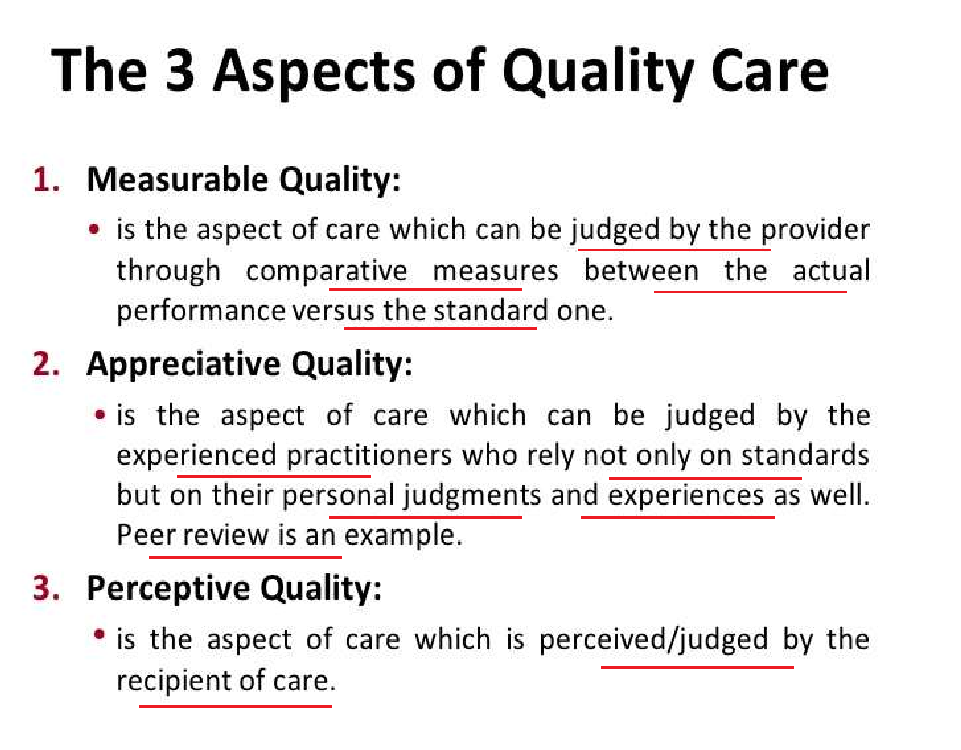 The 3 Aspects of Quality Care
1. Measurable Quality:
• is the aspect of care which can be judged by the provider
through comparative measures between the actual
performance versus the standard one.
2. Appreciative Quality:
• is the aspect of care which can be judged by the
experienced practitioners who rely not only on standards
but on their personal judgments and experiences as well.
Peer review is an example.
3. Perceptive Quality:
• is the aspect of care which is perceived/judged by the
recipient of care.